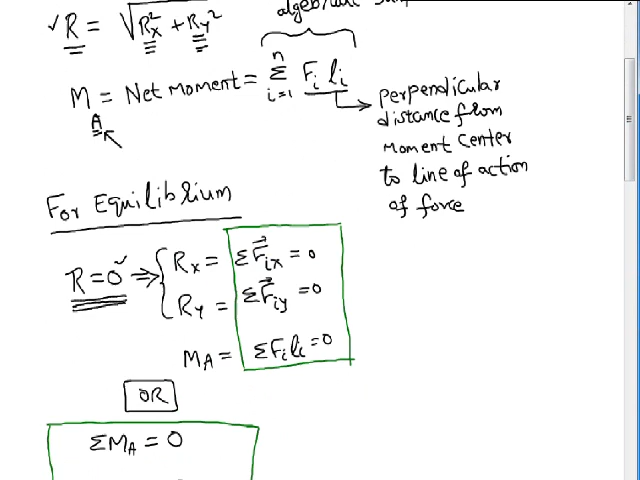 algebraic sum
✓R = √Rx² + Ry²
M = Net Moment = n Σ i=1 Fi li
A
perpendicular
distance from
Moment Center
to line of action
of force
For Equilibrium
R=0 ⇒ { Rx = ΣF⃗ix = 0
Ry = ΣF⃗iy = 0
MA = ΣFili = 0
OR
ΣMA = 0